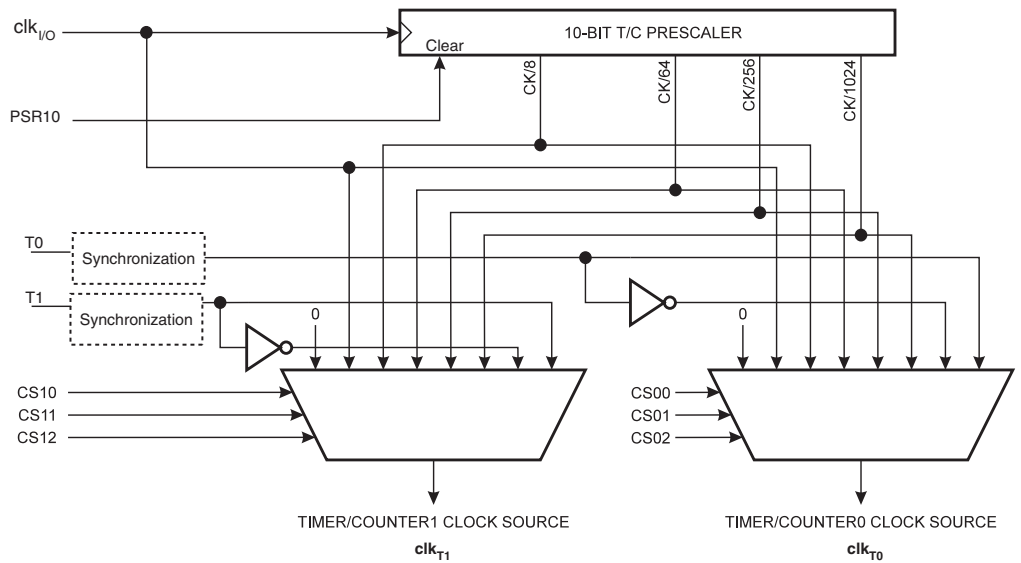 clkI/O
10-BIT T/C PRESCALER
Clear
CK/8
CK/64
CK/256
CK/1024
PSR10
T0
Synchronization
T1
Synchronization
0
0
CS10
CS11
CS12
CS00
CS01
CS02
TIMER/COUNTER1 CLOCK SOURCE
clkT1
TIMER/COUNTER0 CLOCK SOURCE
clkT0